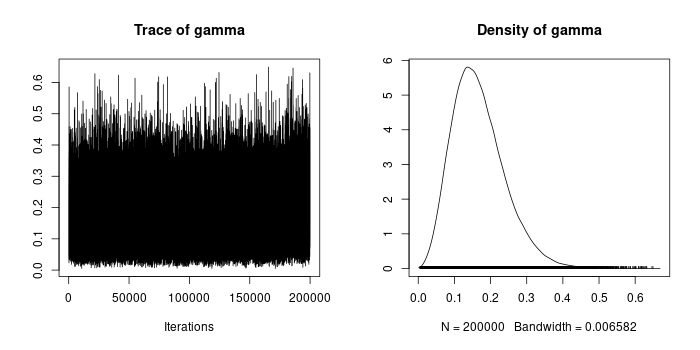 Trace of gamma
0.6
0.5
0.4
0.3
0.2
0.1
0.0
0 50000 100000 150000 200000
Iterations
Density of gamma
6
5
4
3
2
1
0
0.0 0.1 0.2 0.3 0.4 0.5 0.6
N = 200000 Bandwidth = 0.006582